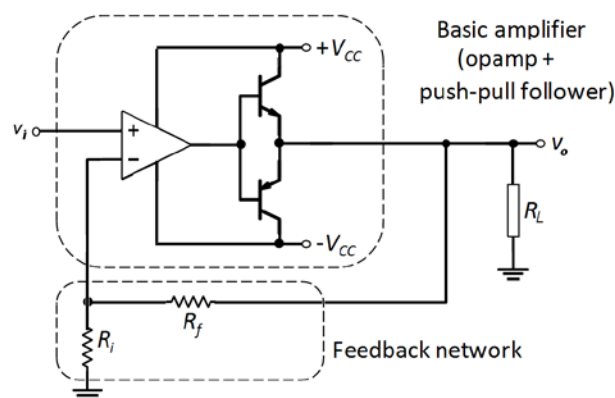 Basic amplifier
(opamp +
push-pull follower)
+V_CC
v_i
+
−
v_o
R_L
-V_CC
R_f
R_i
Feedback network